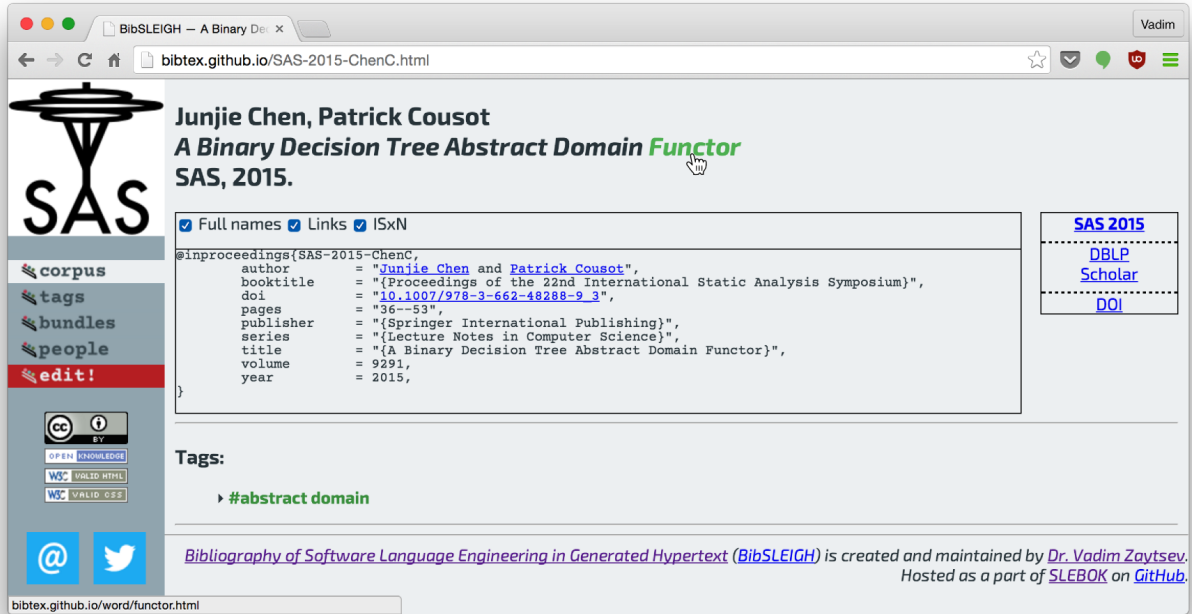 BibSLEIGH — A Binary Dec
Vadim
bibtex.github.io/SAS-2015-ChenC.html
SAS
Junjie Chen, Patrick Cousot
A Binary Decision Tree Abstract Domain Functor
SAS, 2015.
Full names Links ISxN
@inproceedings{SAS-2015-ChenC,
author = "Junjie Chen and Patrick Cousot",
booktitle = "{Proceedings of the 22nd International Static Analysis Symposium}",
doi = "10.1007/978-3-662-48288-9_3",
pages = "36--53",
publisher = "{Springer International Publishing}",
series = "{Lecture Notes in Computer Science}",
title = "{A Binary Decision Tree Abstract Domain Functor}",
volume = 9291,
year = 2015,
}
SAS 2015
DBLP
Scholar
DOI
corpus
tags
bundles
people
edit!
cc
BY
OPEN KNOWLEDGE
W3C VALID HTML
W3C VALID CSS
@
Tags:
#abstract domain
Bibliography of Software Language Engineering in Generated Hypertext (BibSLEIGH) is created and maintained by Dr. Vadim Zaytsev.
Hosted as a part of SLEBOK on GitHub.
bibtex.github.io/word/functor.html